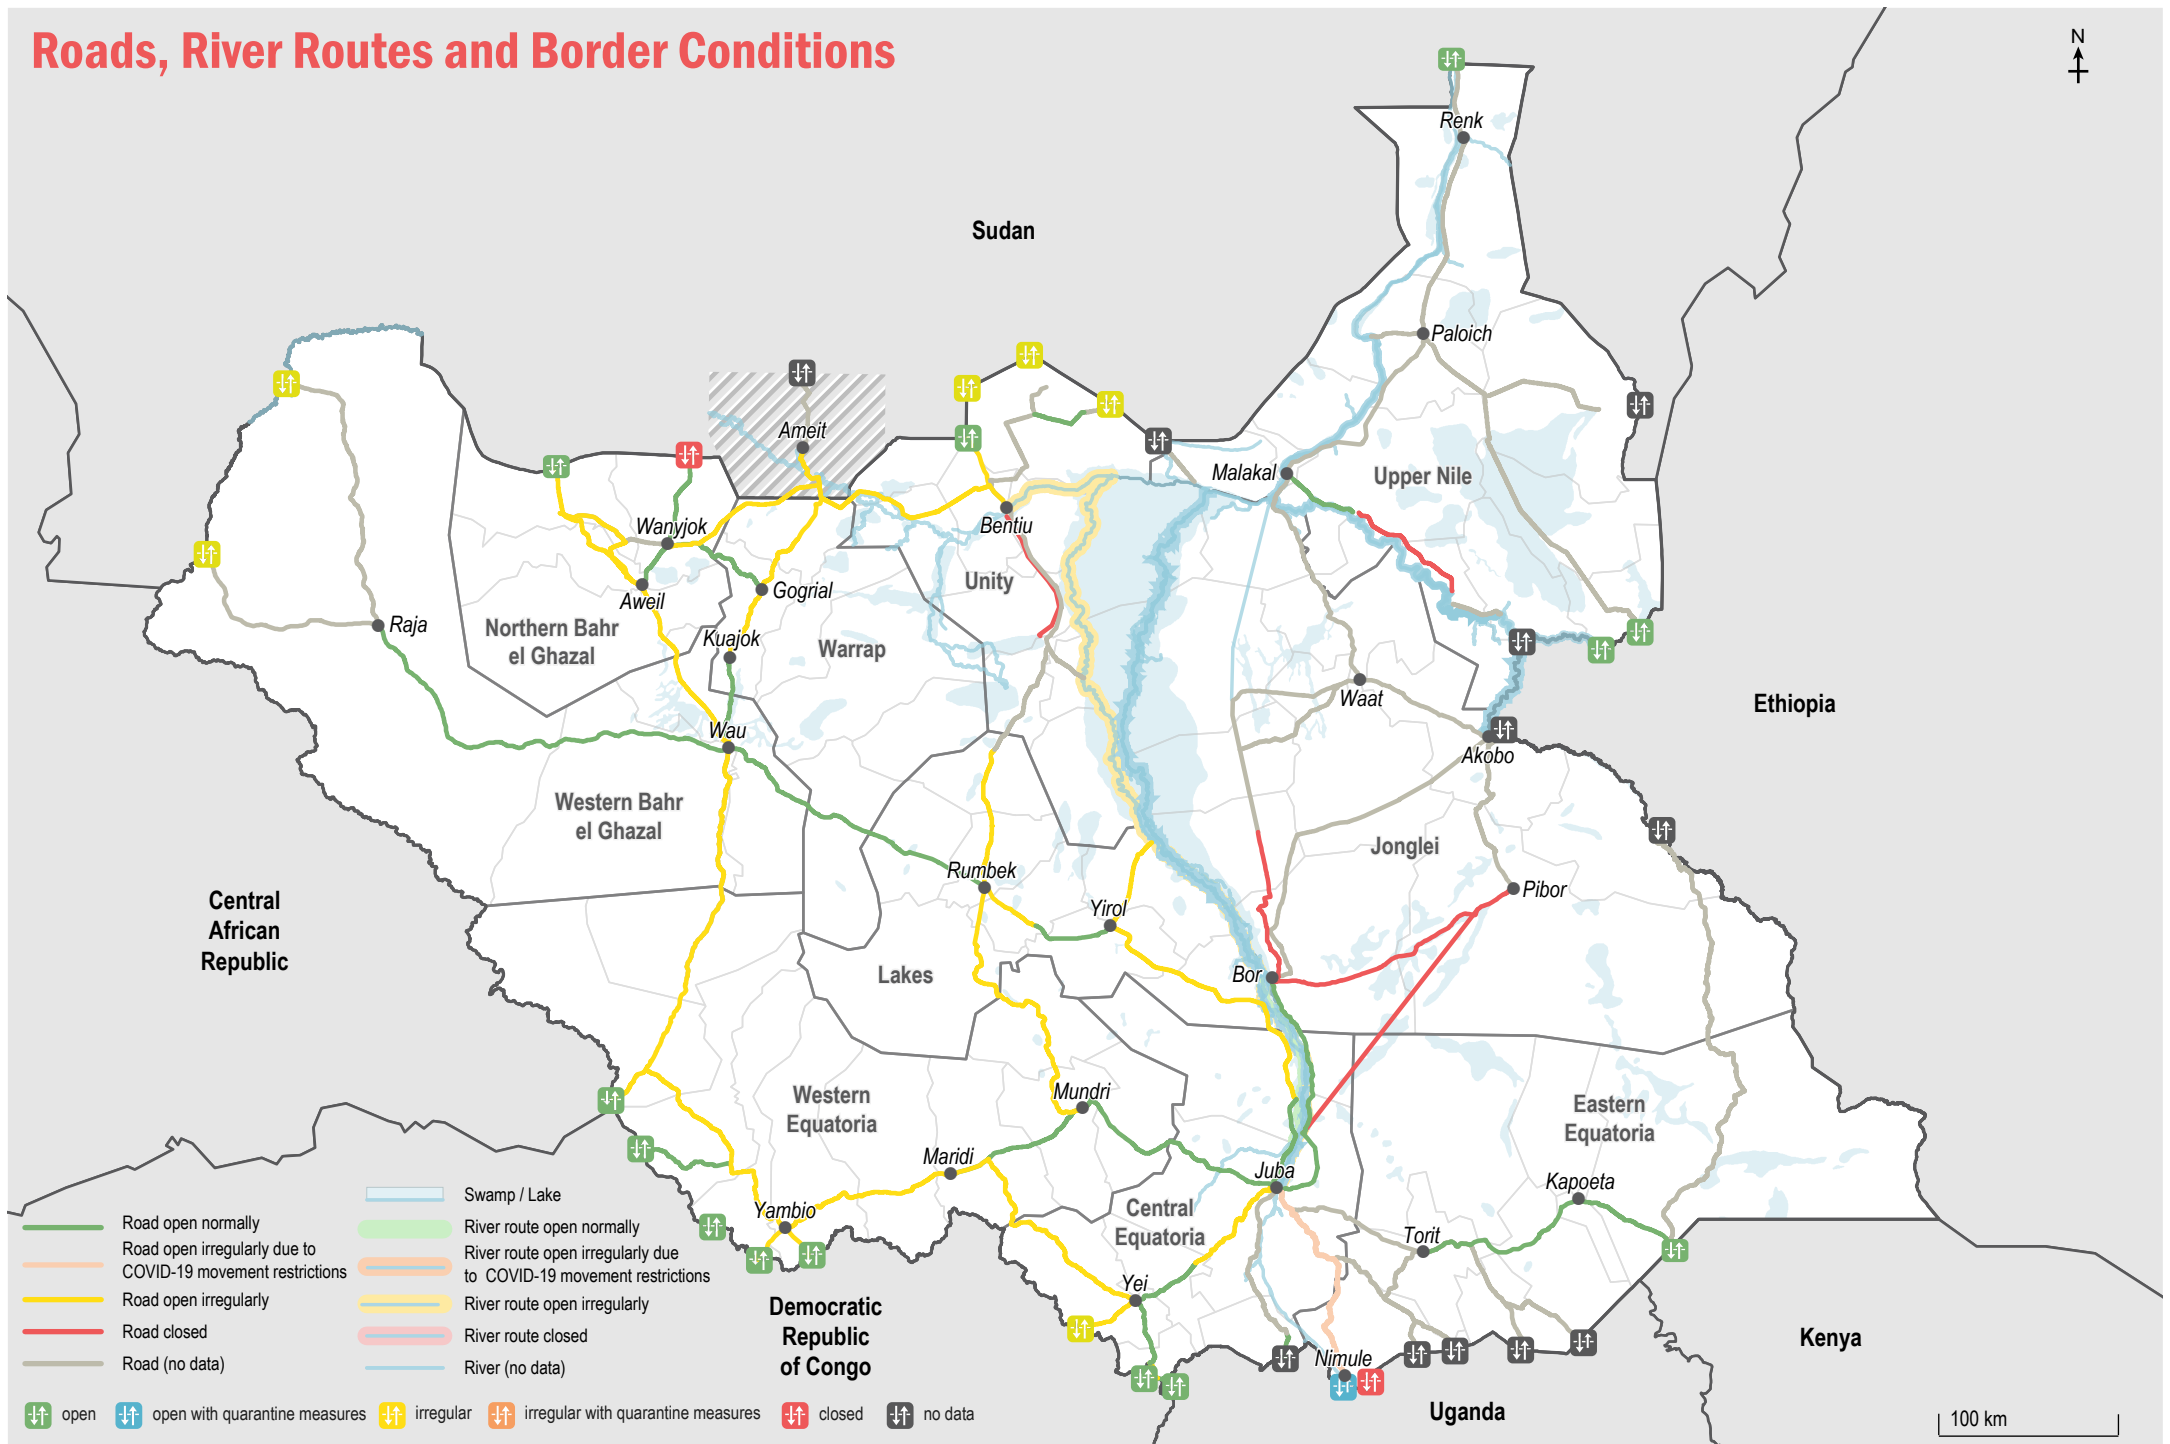 Roads, River Routes and Border Conditions
N
Renk
Sudan
Paloich
Ameit
Malakal
Upper Nile
Wanyjok
Bentiu
Unity
Aweil
Gogrial
Raja
Northern Bahr
el Ghazal
Kuajok
Warrap
Waat
Ethiopia
Wau
Akobo
Western Bahr
el Ghazal
Jonglei
Rumbek
Pibor
Yirol
Central
African
Republic
Lakes
Bor
Mundri
Western
Equatoria
Eastern
Equatoria
Maridi
Juba
Kapoeta
Yambio
Central
Equatoria
Torit
Yei
Democratic
Republic
of Congo
Nimule
Kenya
Uganda
Road open normally
Road open irregularly due to
COVID-19 movement restrictions
Road open irregularly
Road closed
Road (no data)
Swamp / Lake
River route open normally
River route open irregularly due
to COVID-19 movement restrictions
River route open irregularly
River route closed
River (no data)
open
open with quarantine measures
irregular
irregular with quarantine measures
closed
no data
100 km